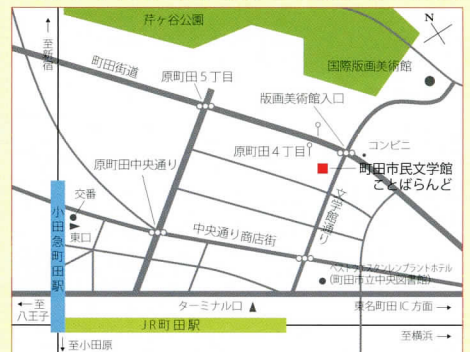 芹ヶ谷公園
N
至新宿
町田街道
原町田5丁目
国際版画美術館
版画美術館入口
原町田4丁目
コンビニ
町田市民文学館
ことばらんど
原町田中央通り
文学館通り
交番
東口
小田急町田駅
中央通り商店街
ベストウェスタンレンブラントホテル
(町田市立中央図書館)
至
八王子
ターミナル口
東名町田IC方面
JR町田駅
至横浜
至小田原